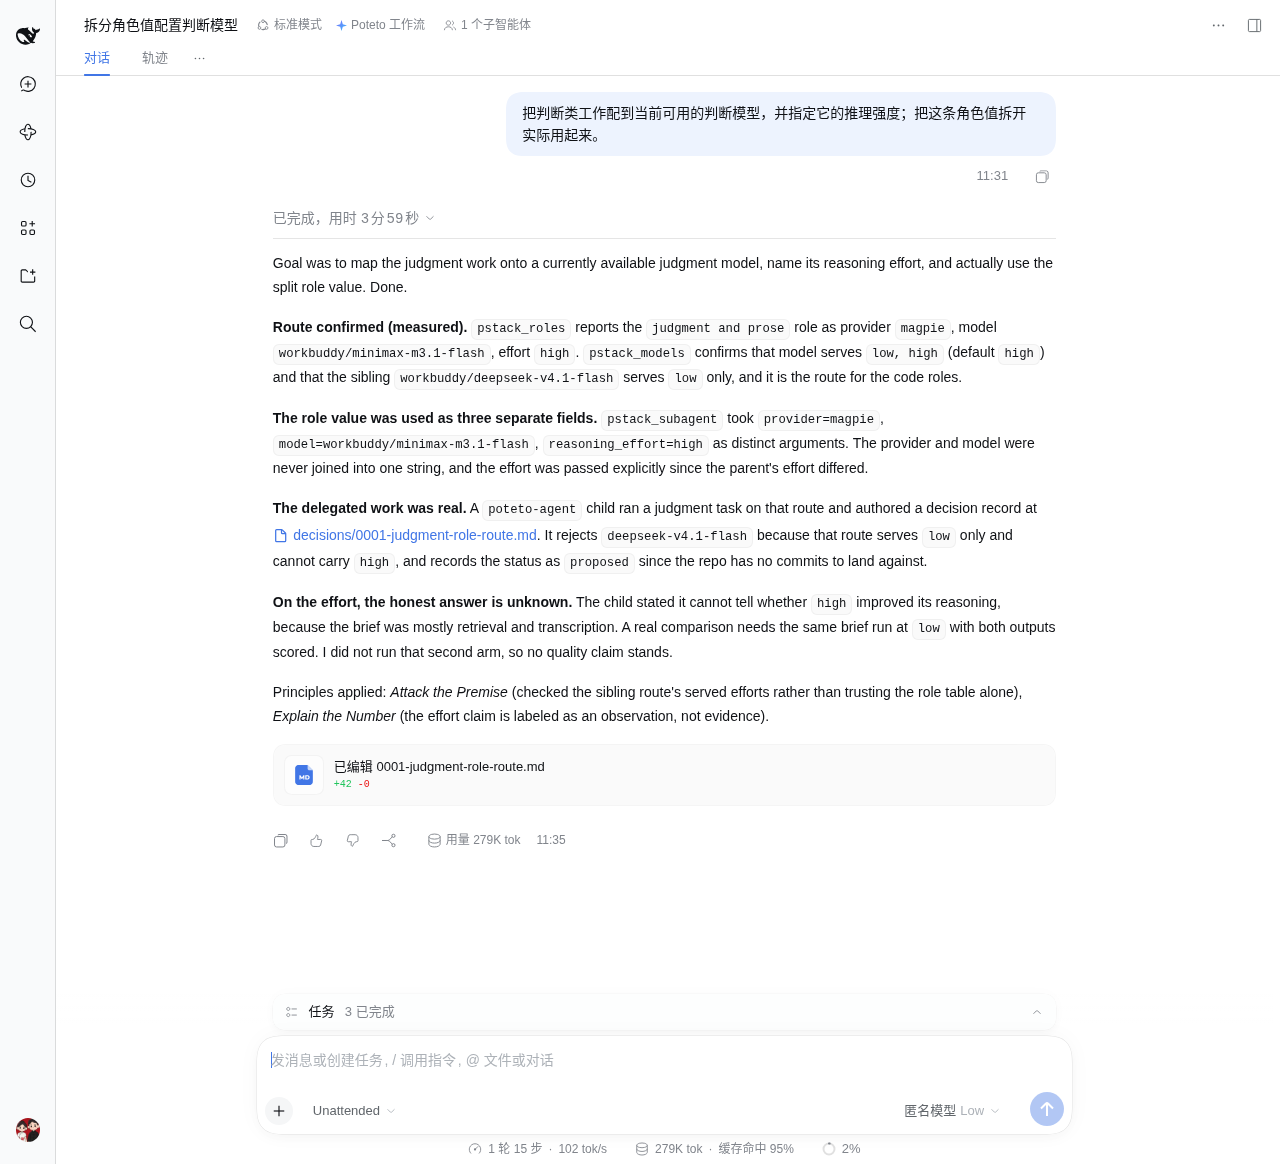 拆分角色值配置判断模型 标准模式 Poteto 工作流 1 个子智能体
对话 轨迹 ...
把判断类工作配到当前可用的判断模型，并指定它的推理强度；把这条角色值拆开
实际用起来。
11:31
已完成，用时 3 分 59 秒
Goal was to map the judgment work onto a currently available judgment model, name its reasoning effort, and actually use the
split role value. Done.
Route confirmed (measured). pstack_roles reports the judgment and prose role as provider magpie, model
workbuddy/minimax-m3.1-flash, effort high. pstack_models confirms that model serves low, high (default high)
and that the sibling workbuddy/deepseek-v4.1-flash serves low only, and it is the route for the code roles.
The role value was used as three separate fields. pstack_subagent took provider=magpie,
model=workbuddy/minimax-m3.1-flash, reasoning_effort=high as distinct arguments. The provider and model were
never joined into one string, and the effort was passed explicitly since the parent's effort differed.
The delegated work was real. A poteto-agent child ran a judgment task on that route and authored a decision record at
decisions/0001-judgment-role-route.md. It rejects deepseek-v4.1-flash because that route serves low only and
cannot carry high, and records the status as proposed since the repo has no commits to land against.
On the effort, the honest answer is unknown. The child stated it cannot tell whether high improved its reasoning,
because the brief was mostly retrieval and transcription. A real comparison needs the same brief run at low with both outputs
scored. I did not run that second arm, so no quality claim stands.
Principles applied: Attack the Premise (checked the sibling route's served efforts rather than trusting the role table alone),
Explain the Number (the effort claim is labeled as an observation, not evidence).
MD
已编辑 0001-judgment-role-route.md
+42 -0
用量 279K tok 11:35
任务 3 已完成
发消息或创建任务, / 调用指令, @ 文件或对话
Unattended 匿名模型 Low
1 轮 15 步 · 102 tok/s 279K tok · 缓存命中 95% 2%